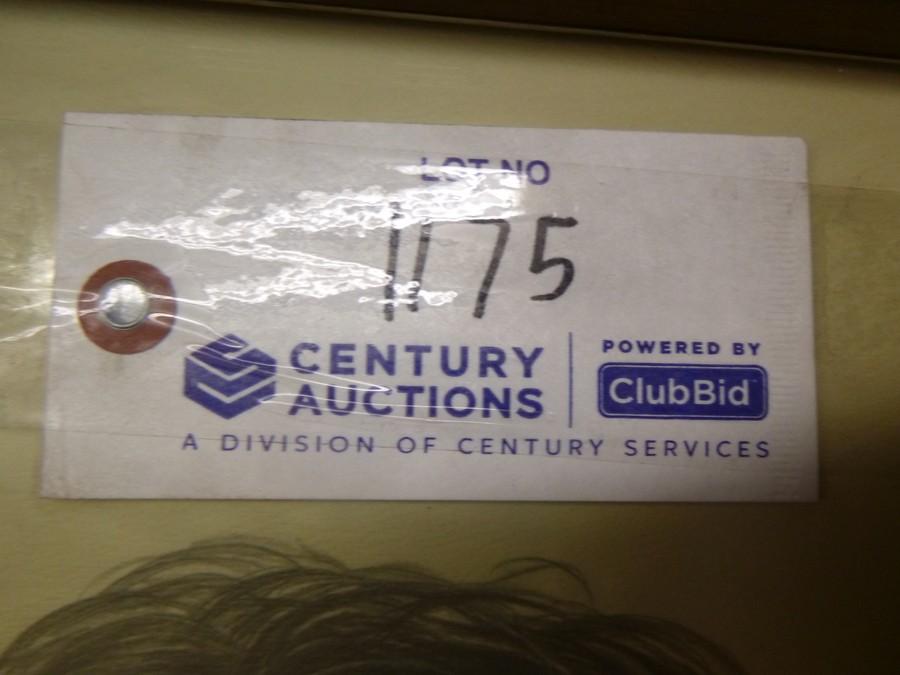 LOT NO
1175
CENTURY
AUCTIONS
POWERED BY
ClubBid
A DIVISION OF CENTURY SERVICES